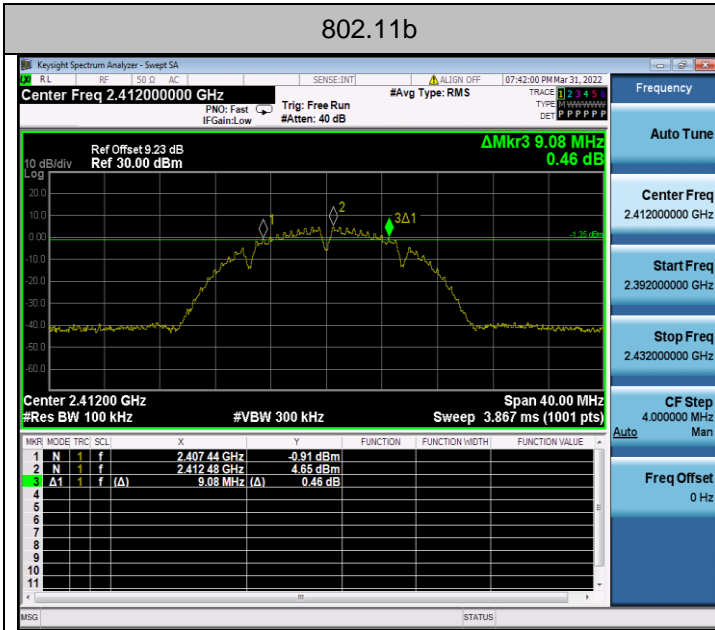 802.11b
Keysight Spectrum Analyzer - Swept SA
RL RF 50 Ω AC SENSE:INT ALIGN OFF 07:42:00 PM Mar 31, 2022
Center Freq 2.412000000 GHz
PNO: Fast
IFGain:Low
Trig: Free Run
#Atten: 40 dB
#Avg Type: RMS
TRACE 1 2 3 4 5 6
TYPE M WWWWW
DET P P P P P P
Ref Offset 9.23 dB
10 dB/div Ref 30.00 dBm
Log
ΔMkr3 9.08 MHz
0.46 dB
20.0
10.0
0.00
-10.0
-20.0
-30.0
-40.0
-50.0
-60.0
1
2
3Δ1
-1.35 dBm
Center 2.41200 GHz Span 40.00 MHz
#Res BW 100 kHz #VBW 300 kHz Sweep 3.867 ms (1001 pts)
MKR MODE TRC SCL X Y FUNCTION FUNCTION WIDTH FUNCTION VALUE
1 N 1 f 2.407 44 GHz -0.91 dBm
2 N 1 f 2.412 48 GHz 4.65 dBm
3 Δ1 1 f (Δ) 9.08 MHz (Δ) 0.46 dB
4
5
6
7
8
9
10
11
MSG STATUS
Frequency
Auto Tune
Center Freq
2.412000000 GHz
Start Freq
2.392000000 GHz
Stop Freq
2.432000000 GHz
CF Step
4.000000 MHz
Auto Man
Freq Offset
0 Hz